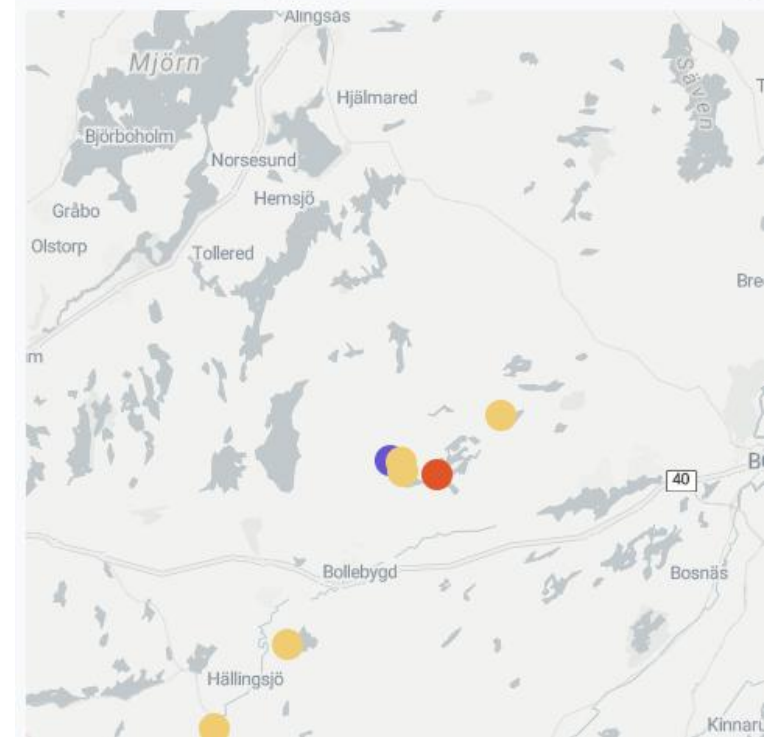 Alingsås
Mjörn
Säven
Hjälmared
Björboholm
Norsesund
Hemsjö
Gråbo
Olstorp
Tollered
40
Bollebygd
Bosnäs
Hällingsjö